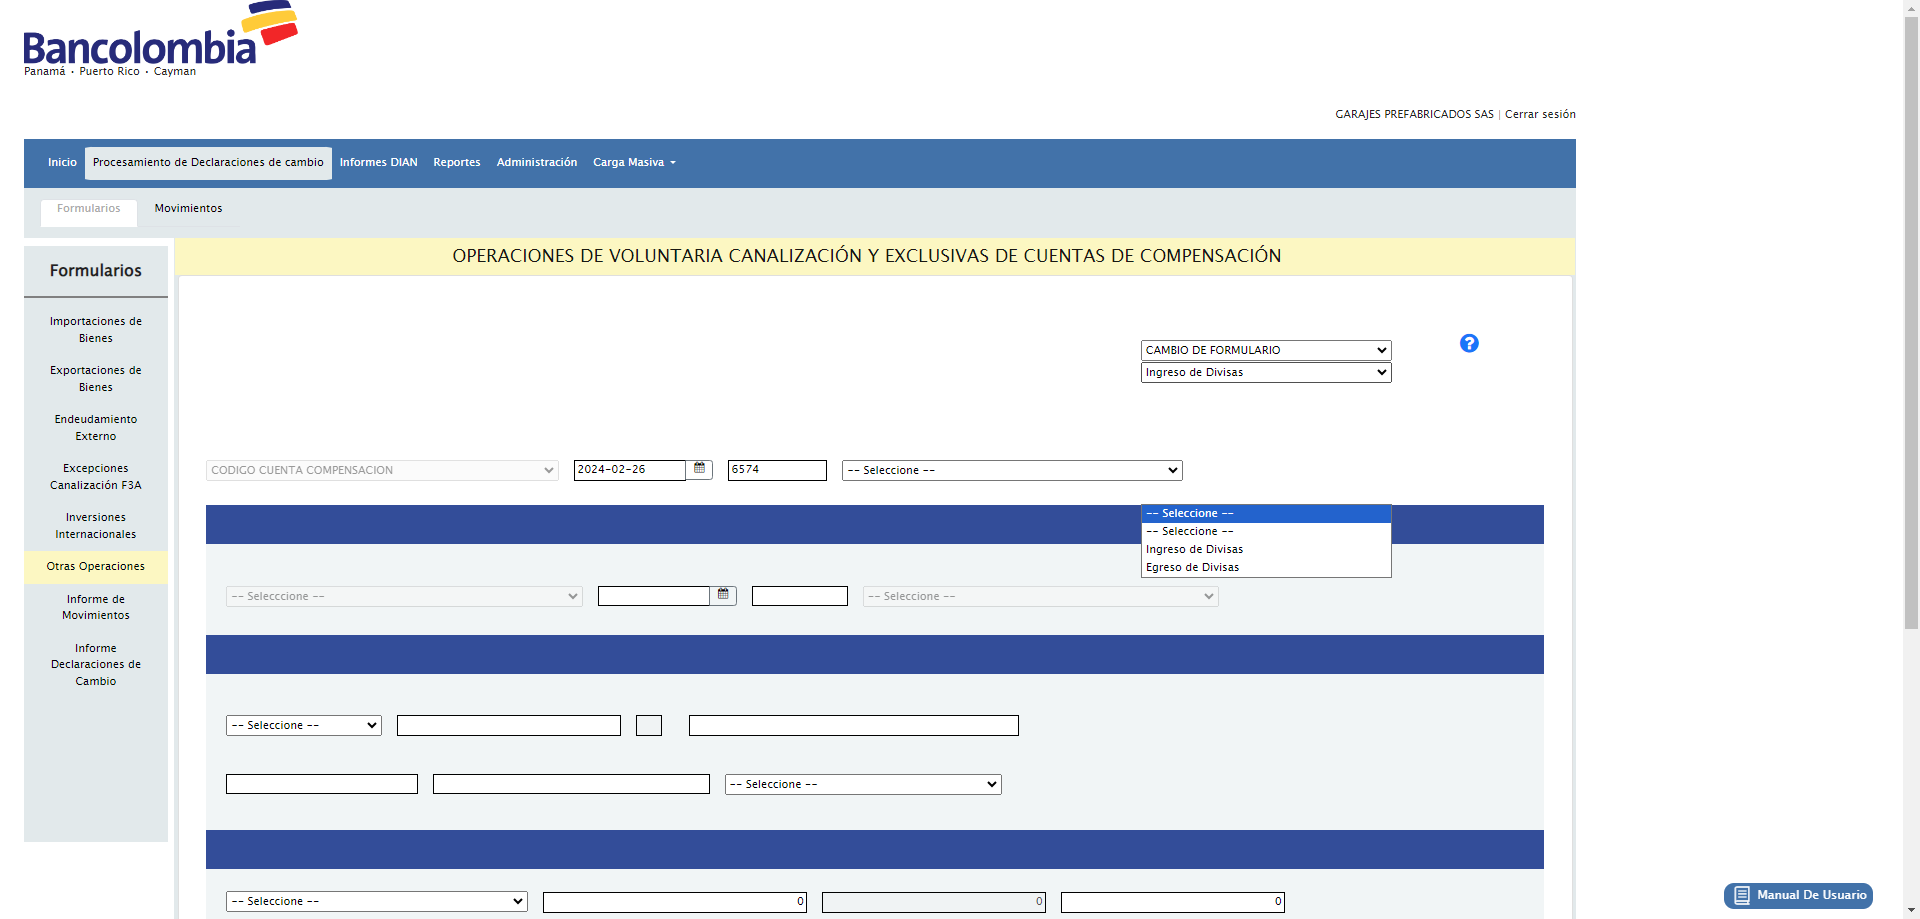 Bancolombia
Panamá • Puerto Rico • Cayman
GARAJES PREFABRICADOS SAS | Cerrar sesión
Inicio Procesamiento de Declaraciones de cambio Informes DIAN Reportes Administración Carga Masiva
Formularios Movimientos
OPERACIONES DE VOLUNTARIA CANALIZACIÓN Y EXCLUSIVAS DE CUENTAS DE COMPENSACIÓN
Formularios
Importaciones de
Bienes
Exportaciones de
Bienes
Endeudamiento
Externo
Excepciones
Canalización F3A
Inversiones
Internacionales
Otras Operaciones
Informe de
Movimientos
Informe
Declaraciones de
Cambio
CAMBIO DE FORMULARIO
?
Ingreso de Divisas
CODIGO CUENTA COMPENSACION 2024-02-26 6574 -- Seleccione --
-- Seleccione --
-- Seleccione --
Ingreso de Divisas
Egreso de Divisas
-- Selecccione -- -- Seleccione --
-- Seleccione --
-- Seleccione --
-- Seleccione -- 0 0 0
Manual De Usuario